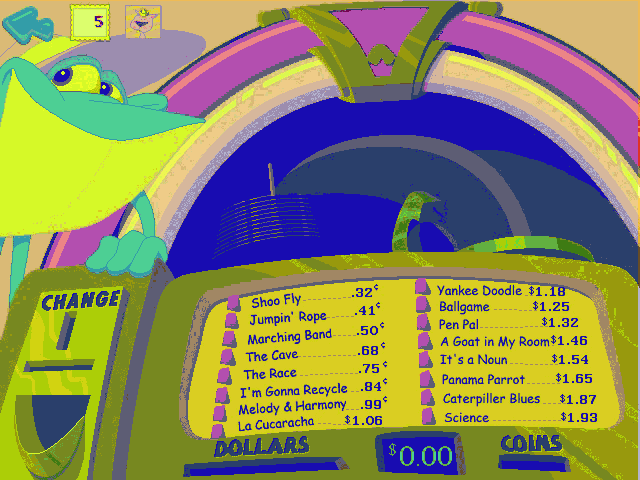 5
CHANGE
Shoo Fly .32¢
Jumpin' Rope .41¢
Marching Band .50¢
The Cave .68¢
The Race .75¢
I'm Gonna Recycle .84¢
Melody & Harmony .99¢
La Cucaracha $1.06
Yankee Doodle $1.18
Ballgame $1.25
Pen Pal $1.32
A Goat in My Room $1.46
It's a Noun $1.54
Panama Parrot $1.65
Caterpiller Blues $1.87
Science $1.93
DOLLARS
$0.00
COINS